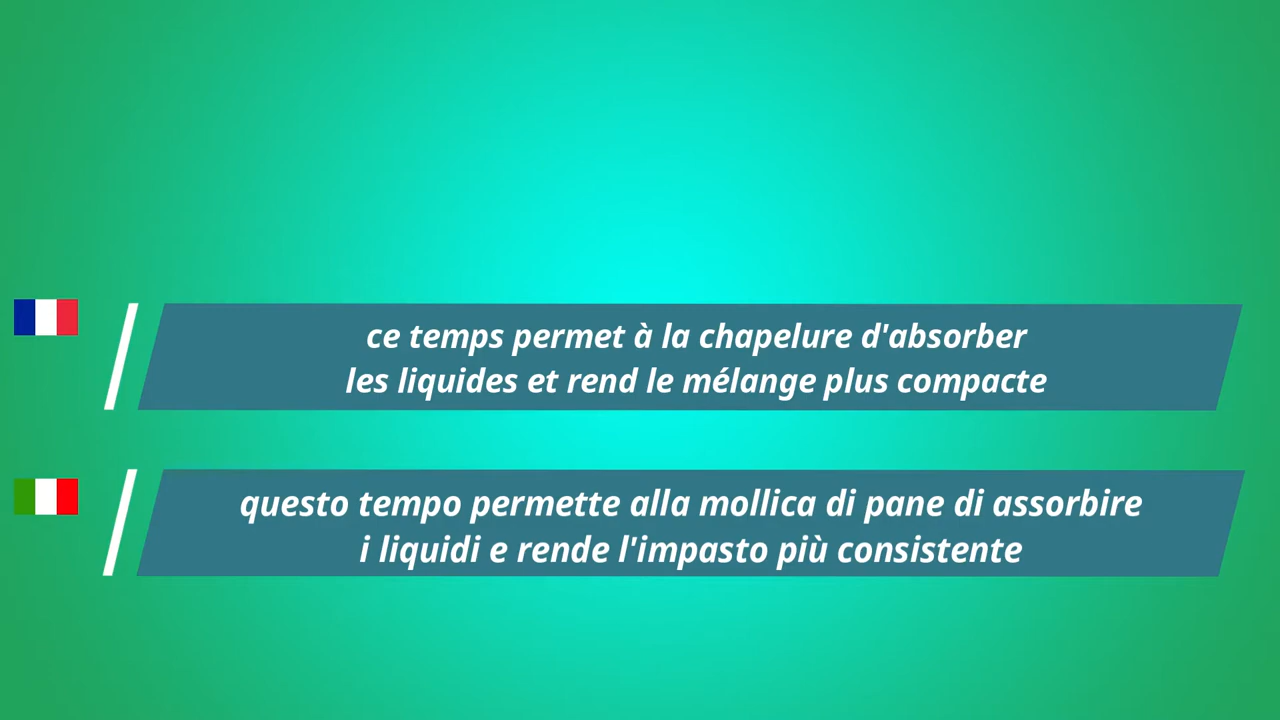 ce temps permet à la chapelure d'absorber
les liquides et rend le mélange plus compacte
questo tempo permette alla mollica di pane di assorbire
i liquidi e rende l'impasto più consistente